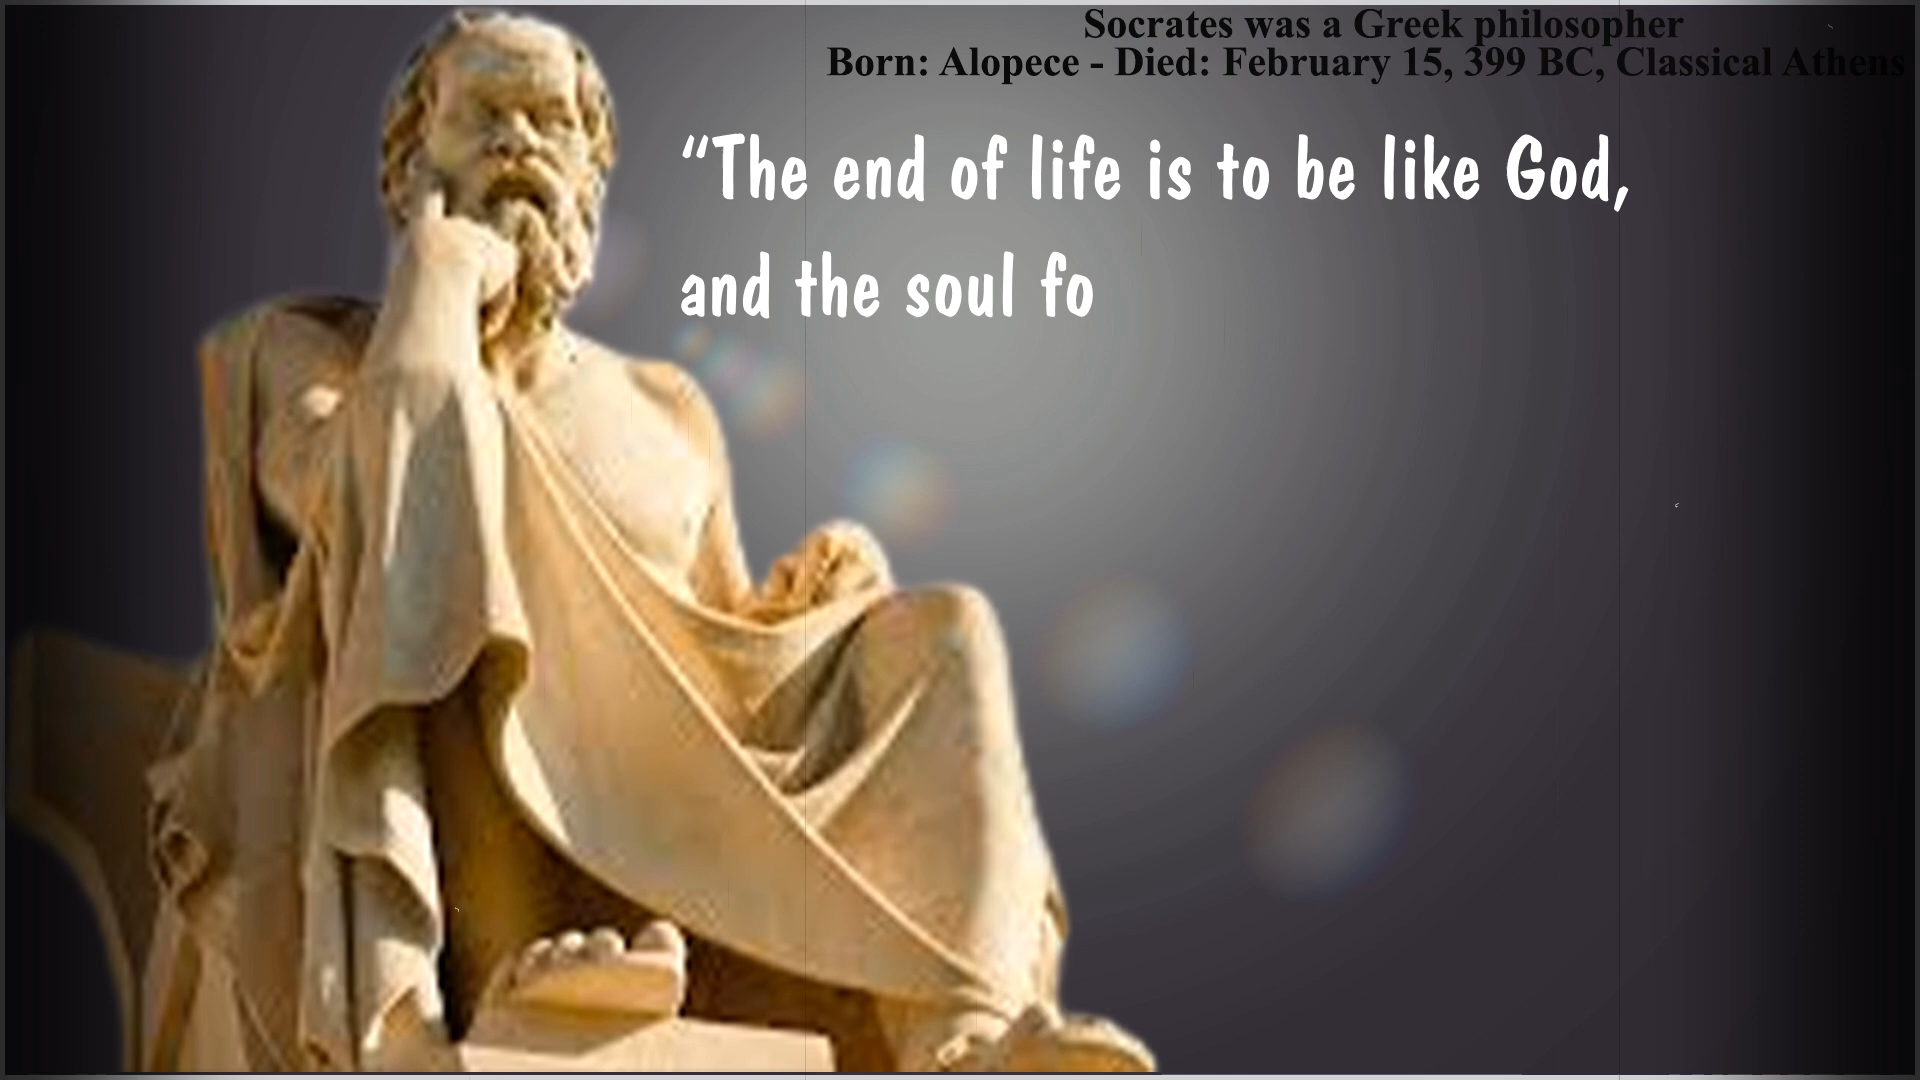 Socrates was a Greek philosopher
Born: Alopece - Died: February 15, 399 BC, Classical Athens
“The end of life is to be like God,
and the soul fo